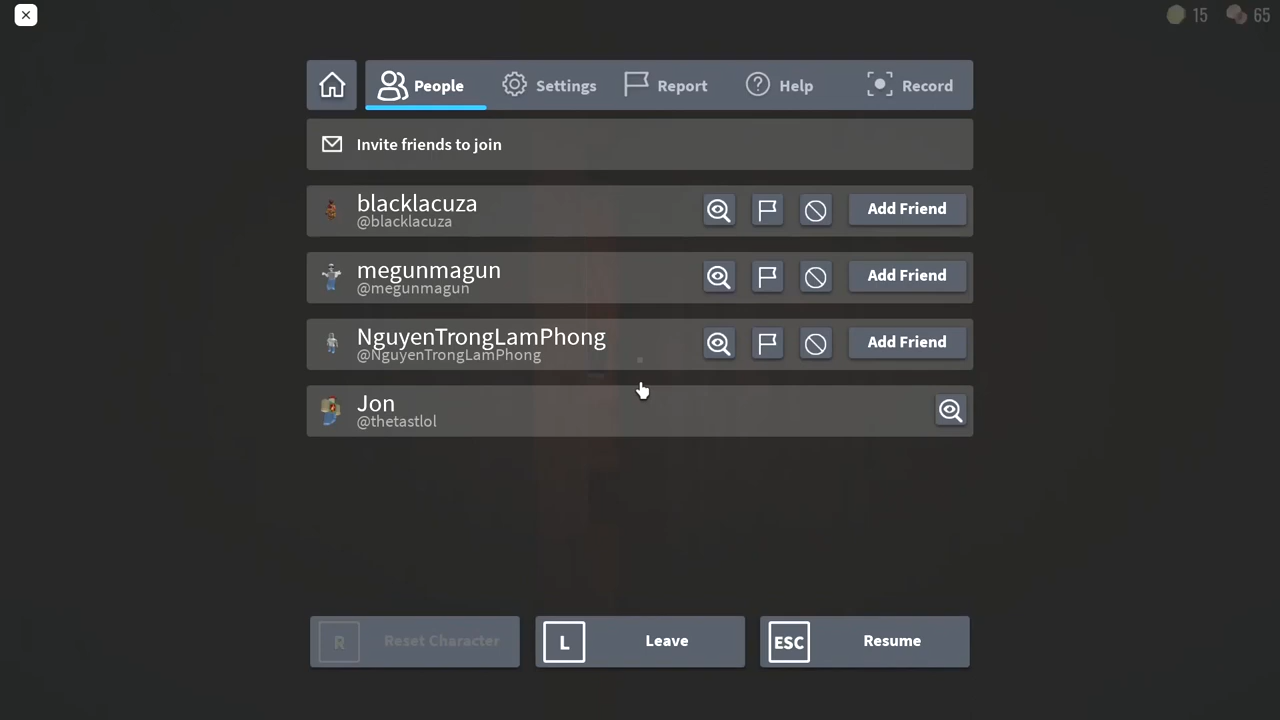 15 65
People Settings Report Help Record
Invite friends to join
blacklacuza
@blacklacuza
Add Friend
megunmagun
@megunmagun
Add Friend
NguyenTrongLamPhong
@NguyenTrongLamPhong
Add Friend
Jon
@thetastlol
R Reset Character L Leave ESC Resume